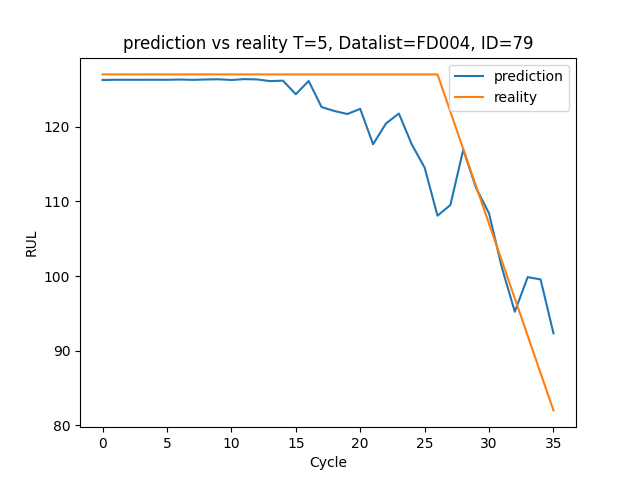 prediction vs reality T=5, Datalist=FD004, ID=79
prediction
reality
120
110
100
90
80
RUL
0 5 10 15 20 25 30 35
Cycle